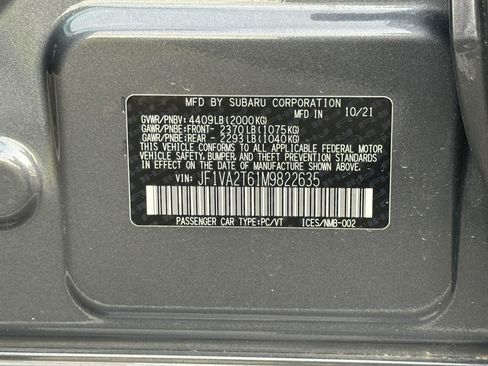 MFD BY SUBARU CORPORATION
MFD IN 10/21
GVWR/PNBV: 4409LB(2000KG)
GAWR/PNBE:FRONT- 2370LB(1075KG)
GAWR/PNBE:REAR - 2293LB(1040KG)
THIS VEHICLE CONFORMS TO ALL APPLICABLE FEDERAL MOTOR
VEHICLE SAFETY, BUMPER, AND THEFT PREVENTION STANDARDS
IN EFFECT ON THE DATE OF MANUFACTURE SHOWN ABOVE.
VIN: JF1VA2T61M9822635
PASSENGER CAR TYPE:PC/VT ICES/NMB-002